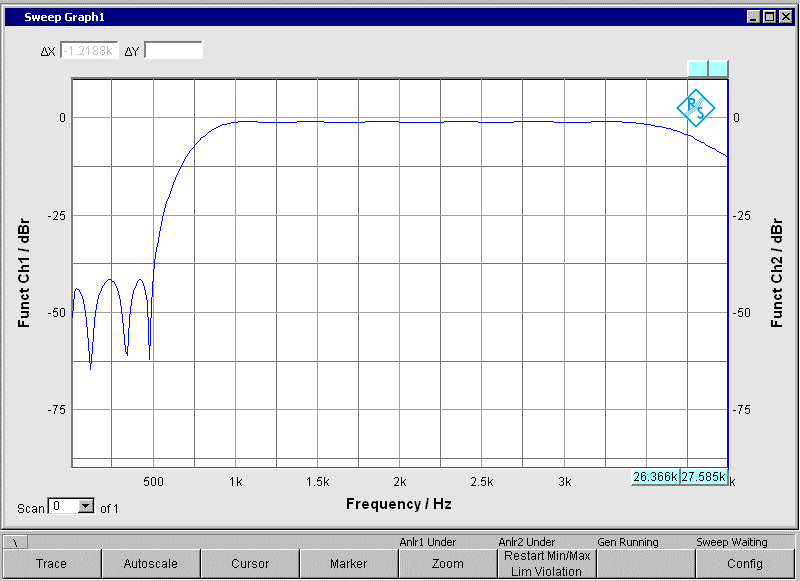 Sweep Graph1
ΔX -1.2188k ΔY
R S
0 0
-25 -25
-50 -50
-75 -75
Funct Ch1 / dBr
Funct Ch2 / dBr
26.366k 27.585k
500 1k 1.5k 2k 2.5k 3k k
Frequency / Hz
Scan 0 of 1
\ Anlr1 Under Anlr2 Under Gen Running Sweep Waiting
Trace Autoscale Cursor Marker Zoom Restart Min/Max Config
Lim Violation